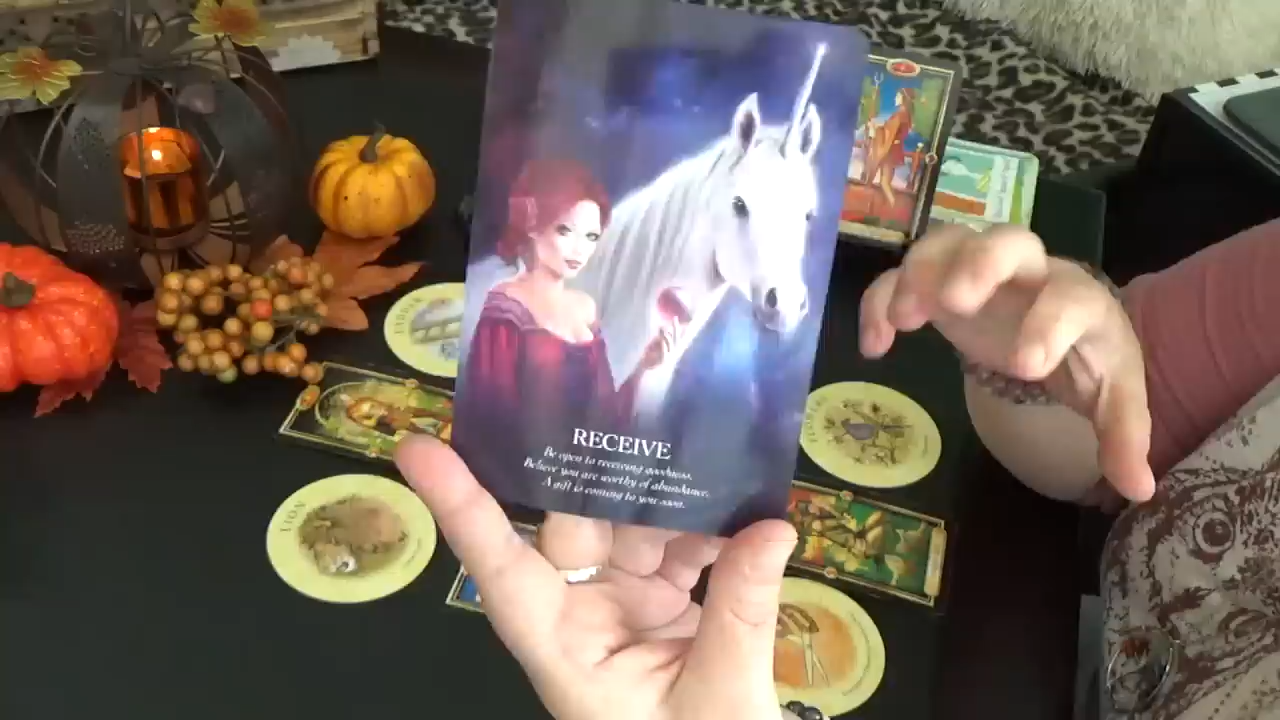 RECEIVE
Be open to receiving goodness.
Believe you are worthy of abundance.
A gift is coming to you soon.
LION